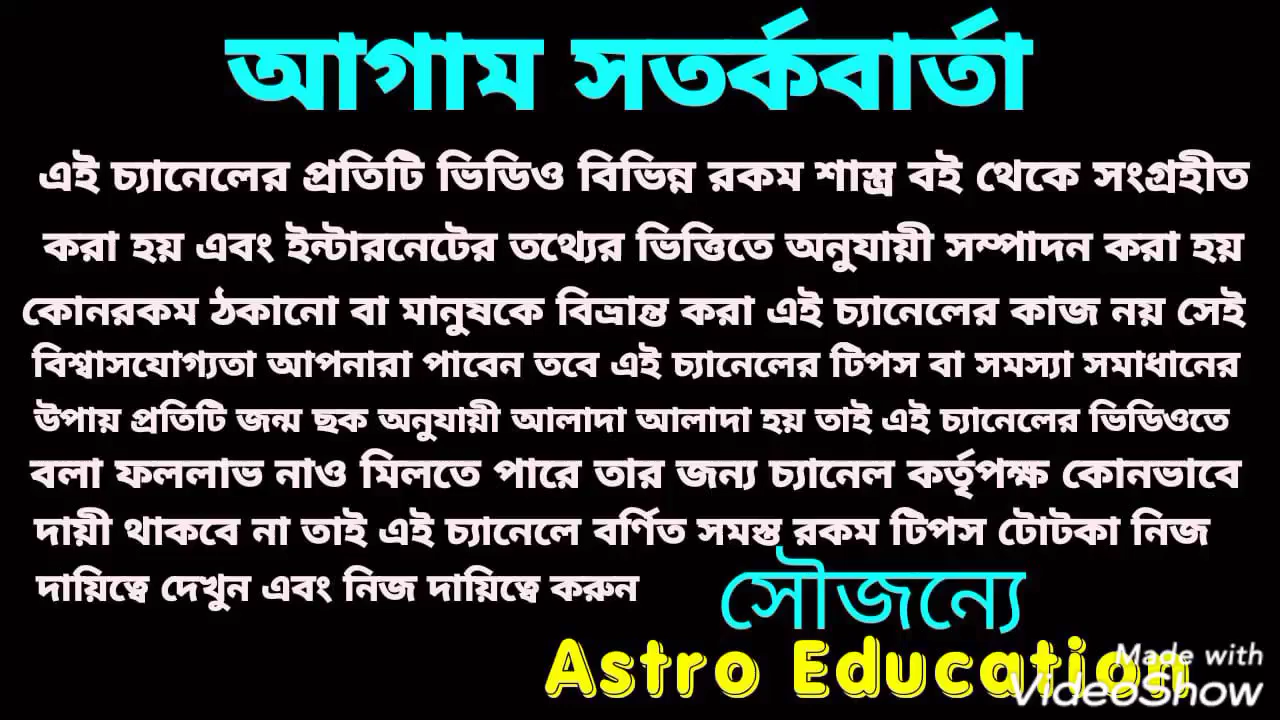 আগাম সতর্কবার্তা
এই চ্যানেলের প্রতিটি ভিডিও বিভিন্ন রকম শাস্ত্র বই থেকে সংগ্রহীত
করা হয় এবং ইন্টারনেটের তথ্যের ভিত্তিতে অনুযায়ী সম্পাদন করা হয়
কোনরকম ঠকানো বা মানুষকে বিভ্রান্ত করা এই চ্যানেলের কাজ নয় সেই
বিশ্বাসযোগ্যতা আপনারা পাবেন তবে এই চ্যানেলের টিপস বা সমস্যা সমাধানের
উপায় প্রতিটি জন্ম ছক অনুযায়ী আলাদা আলাদা হয় তাই এই চ্যানেলের ভিডিওতে
বলা ফললাভ নাও মিলতে পারে তার জন্য চ্যানেল কর্তৃপক্ষ কোনভাবে
দায়ী থাকবে না তাই এই চ্যানেলে বর্ণিত সমস্ত রকম টিপস টোটকা নিজ
দায়িত্বে দেখুন এবং নিজ দায়িত্বে করুন
সৌজন্যে
Astro Education
Made with
VideoShow